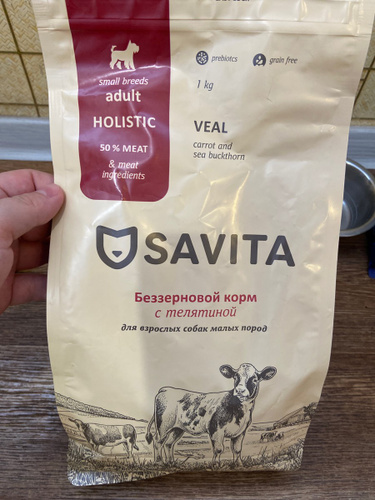 small breeds
adult
HOLISTIC
50 % MEAT
& meat
ingredients
prebiotcs
grain free
1 kg
VEAL
carrot and
sea buckthorn
SAVITA
Беззерновой корм
с телятиной
для взрослых собак малых пород